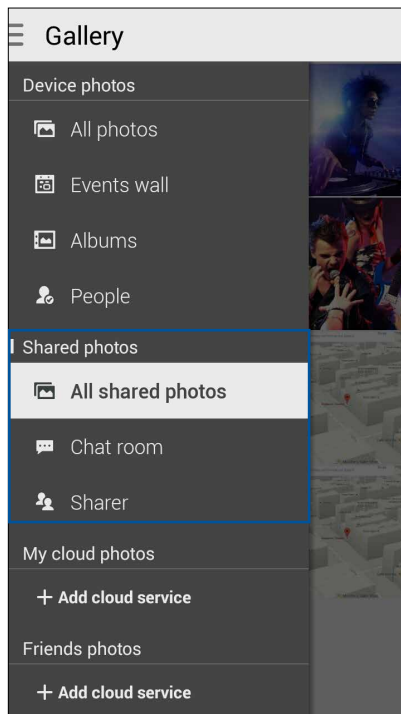 Gallery
Device photos
All photos
Events wall
Albums
People
Shared photos
All shared photos
Chat room
Sharer
My cloud photos
+ Add cloud service
Friends photos
+ Add cloud service